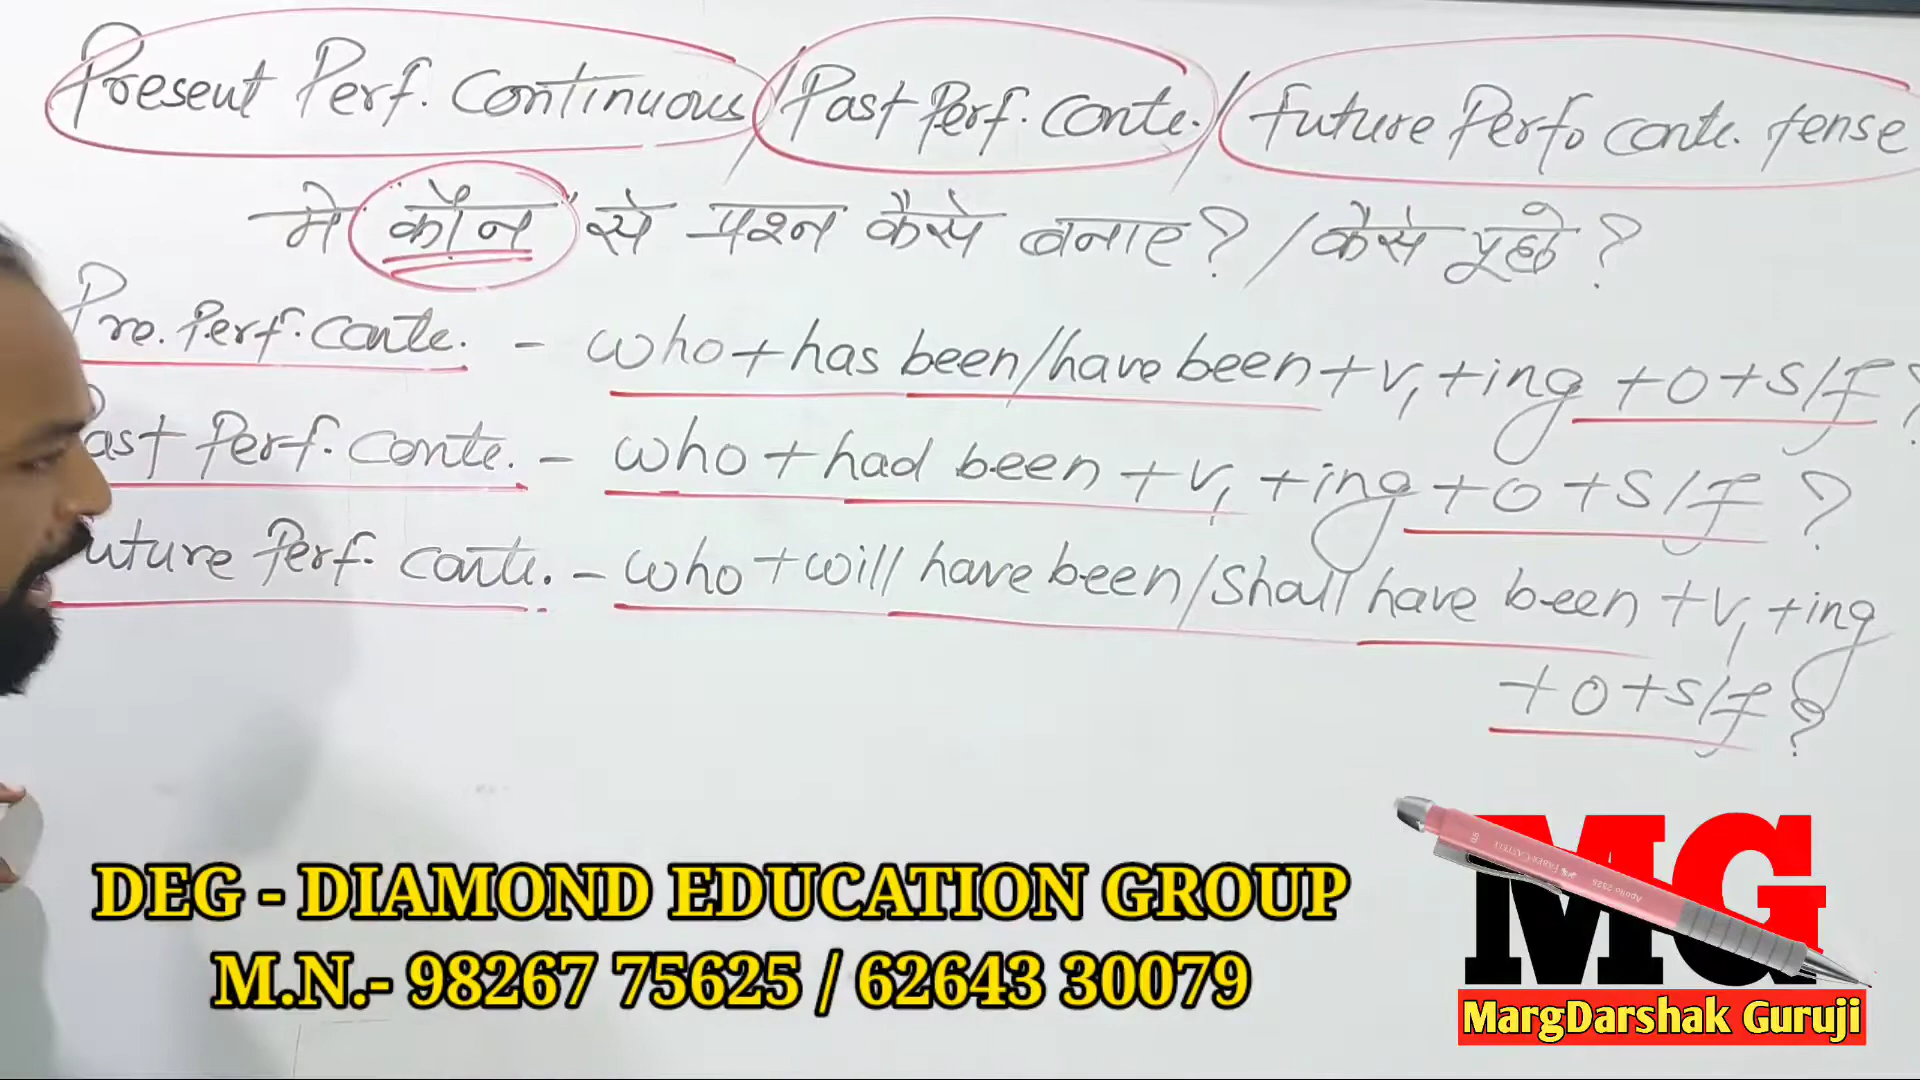 Present Perf. Continuous / Past Perf. Conte. / Future Perfo Conte. tense
मे कौन से प्रश्न कैसे बनाए? / कैसे पूछे?
Pre. Perf. Conte. - who + has been/have been + V1 + ing + O + S/F ?
Past Perf. Conte. - who + had been + V1 + ing + O + S/F ?
Future Perf. Conte. - who + will have been/Shall have been + V1 + ing
+ O + S/F ?
DEG - DIAMOND EDUCATION GROUP
M.N.- 98267 75625 / 62643 30079
MG
MargDarshak Guruji